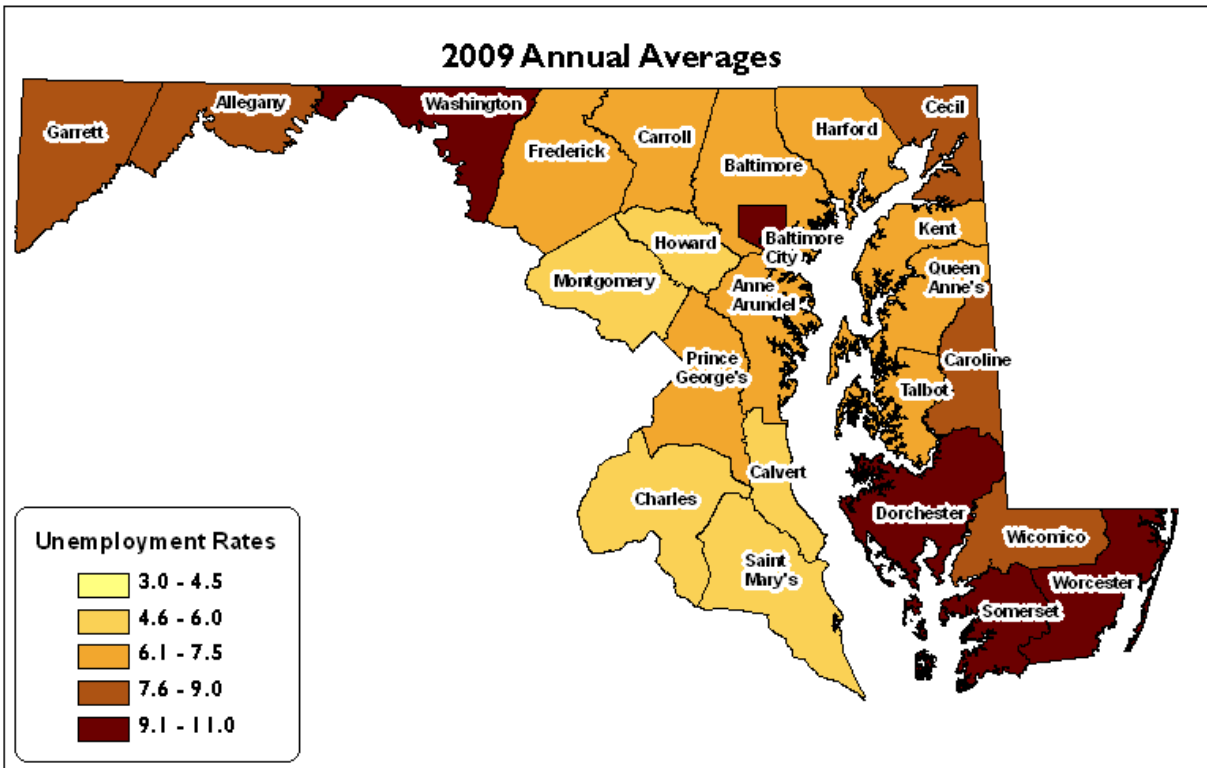 2009 Annual Averages
Garrett
Allegany
Washington
Frederick
Carroll
Baltimore
Harford
Cecil
Kent
Queen
Anne's
Howard
Baltimore
City
Montgomery
Anne
Arundel
Prince
George's
Caroline
Talbot
Calvert
Charles
Dorchester
Wicomico
Saint
Mary's
Worcester
Somerset
Unemployment Rates
3.0 - 4.5
4.6 - 6.0
6.1 - 7.5
7.6 - 9.0
9.1 - 11.0